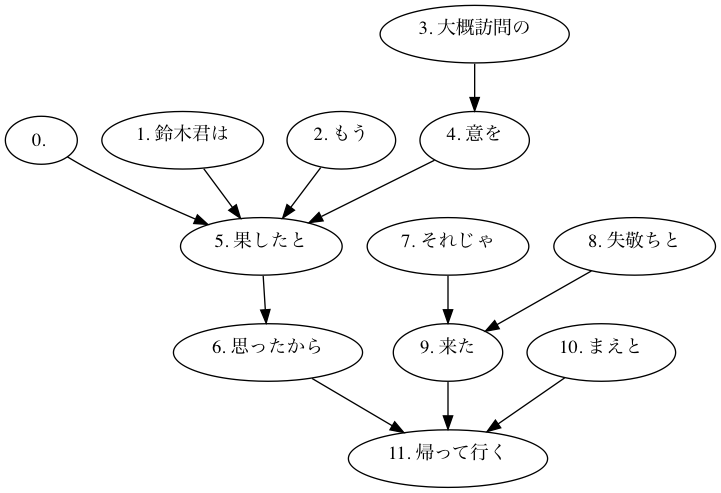 3. 大概訪問の
0.
1. 鈴木君は
2. もう
4. 意を
5. 果したと
7. それじゃ
8. 失敬ちと
6. 思ったから
9. 来た
10. まえと
11. 帰って行く